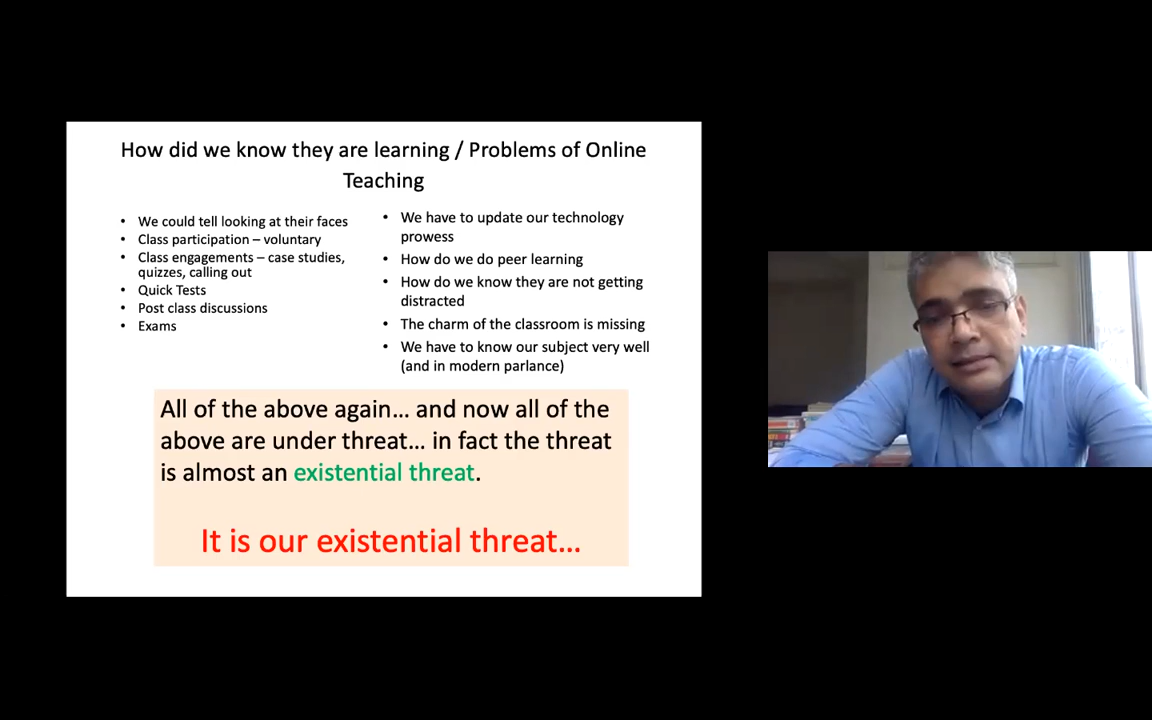 How did we know they are learning / Problems of Online
Teaching
• We could tell looking at their faces
• Class participation – voluntary
• Class engagements – case studies,
quizzes, calling out
• Quick Tests
• Post class discussions
• Exams
• We have to update our technology
prowess
• How do we do peer learning
• How do we know they are not getting
distracted
• The charm of the classroom is missing
• We have to know our subject very well
(and in modern parlance)
All of the above again... and now all of the
above are under threat... in fact the threat
is almost an existential threat.
It is our existential threat...